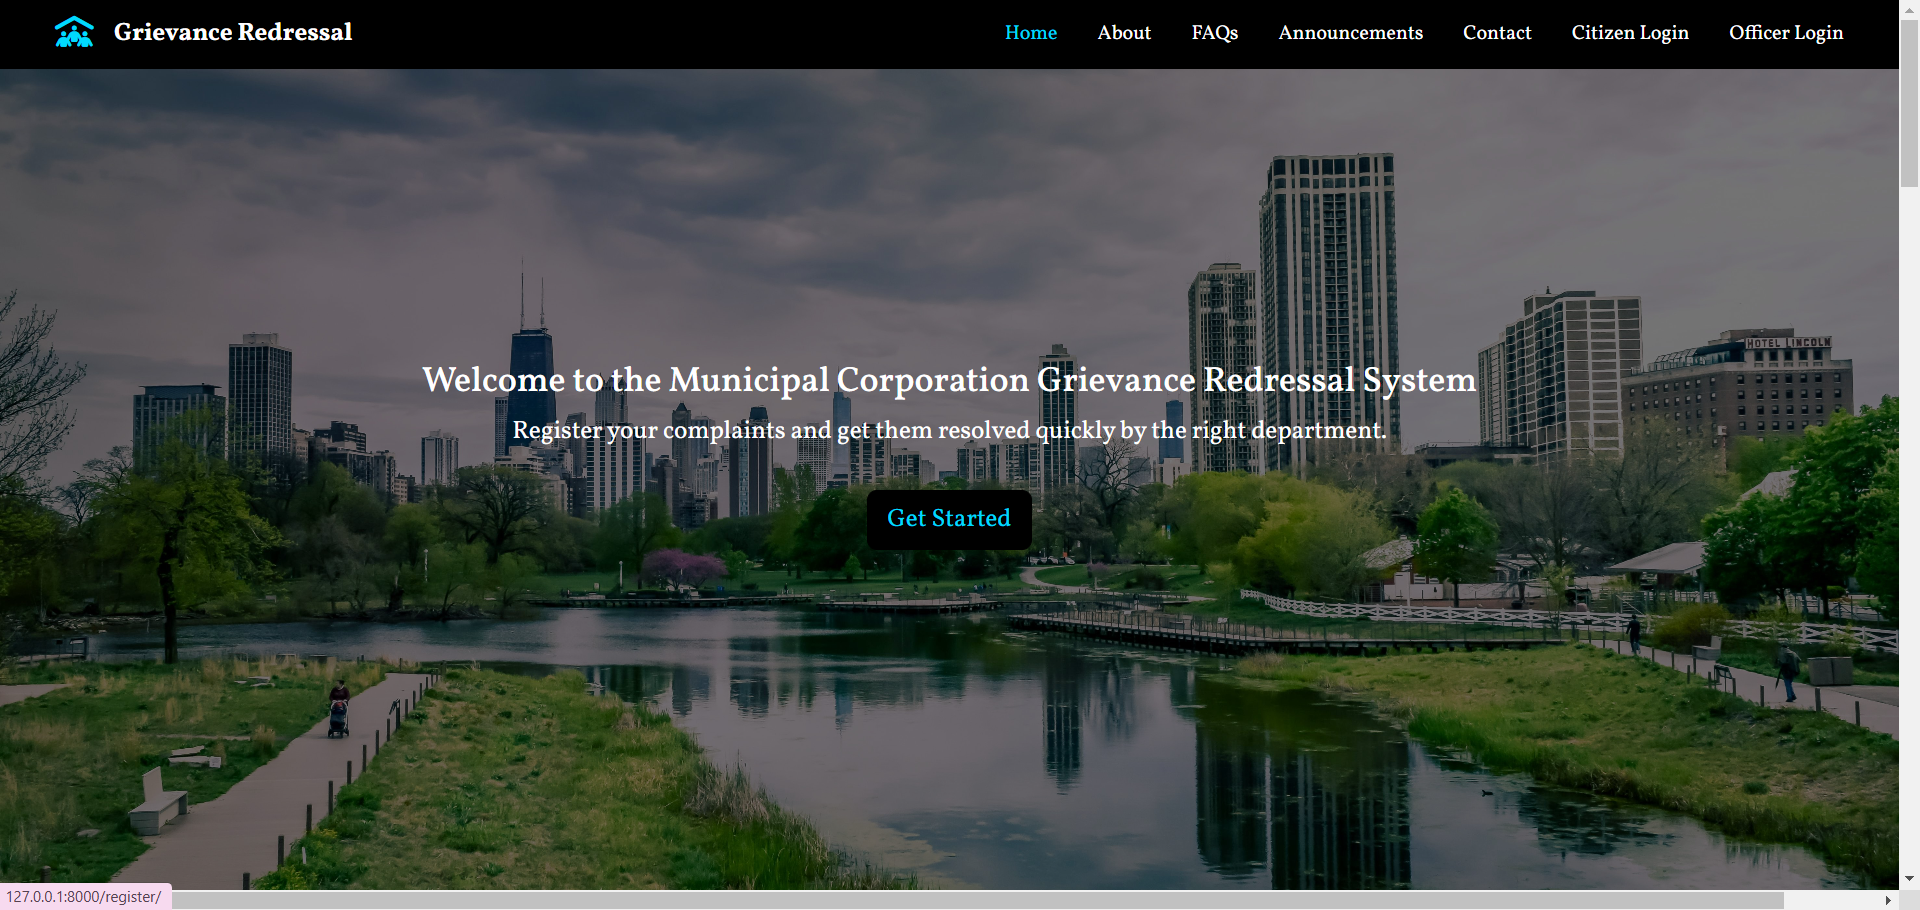 Grievance Redressal
Home About FAQs Announcements Contact Citizen Login Officer Login
HOTEL LINCOLN
Welcome to the Municipal Corporation Grievance Redressal System
Register your complaints and get them resolved quickly by the right department.
Get Started
127.0.0.1:8000/register/